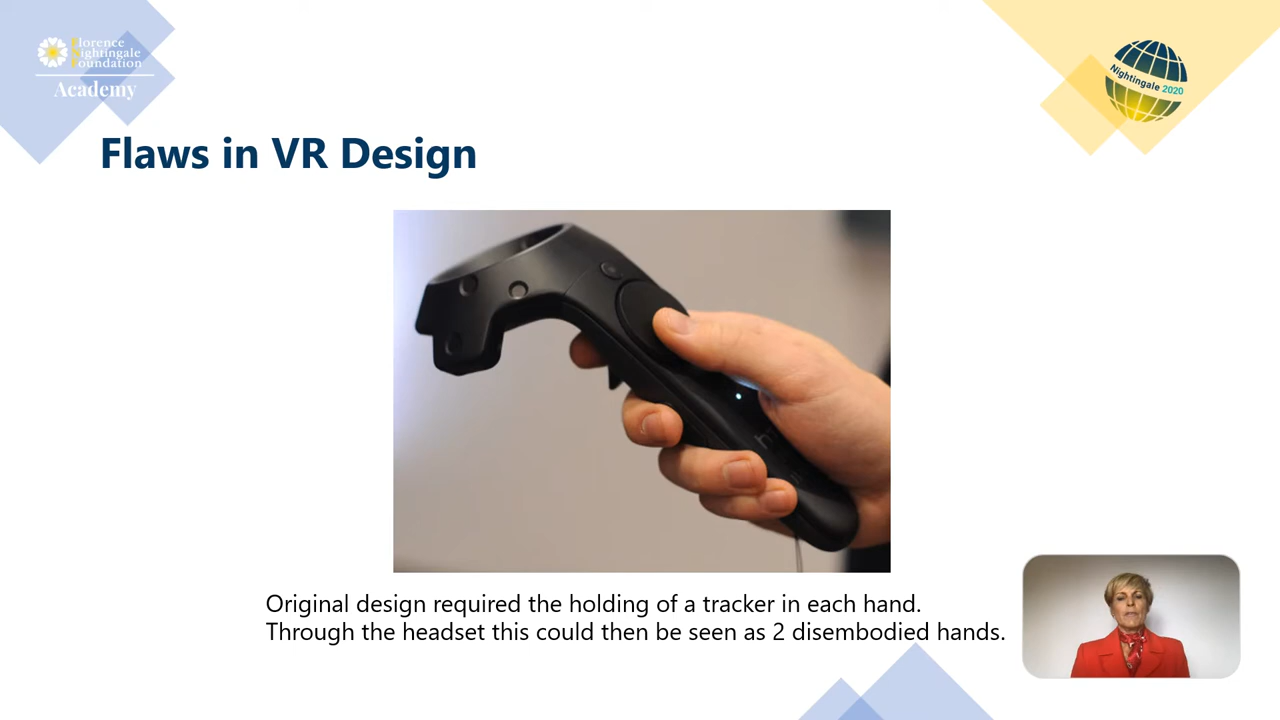 Florence
Nightingale
Foundation
Academy
Nightingale 2020
Flaws in VR Design
Original design required the holding of a tracker in each hand.
Through the headset this could then be seen as 2 disembodied hands.